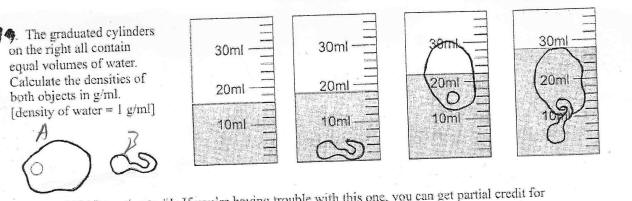 The graduated cylinders
on the right all contain
equal volumes of water.
Calculate the densities of
both objects in g/ml.
[density of water = 1 g/ml]
A
B
30ml
20ml
10ml
30ml
20ml
10ml
30ml
20ml
10ml
30ml
20ml
10ml
If you're having trouble with this one, you can get partial credit for